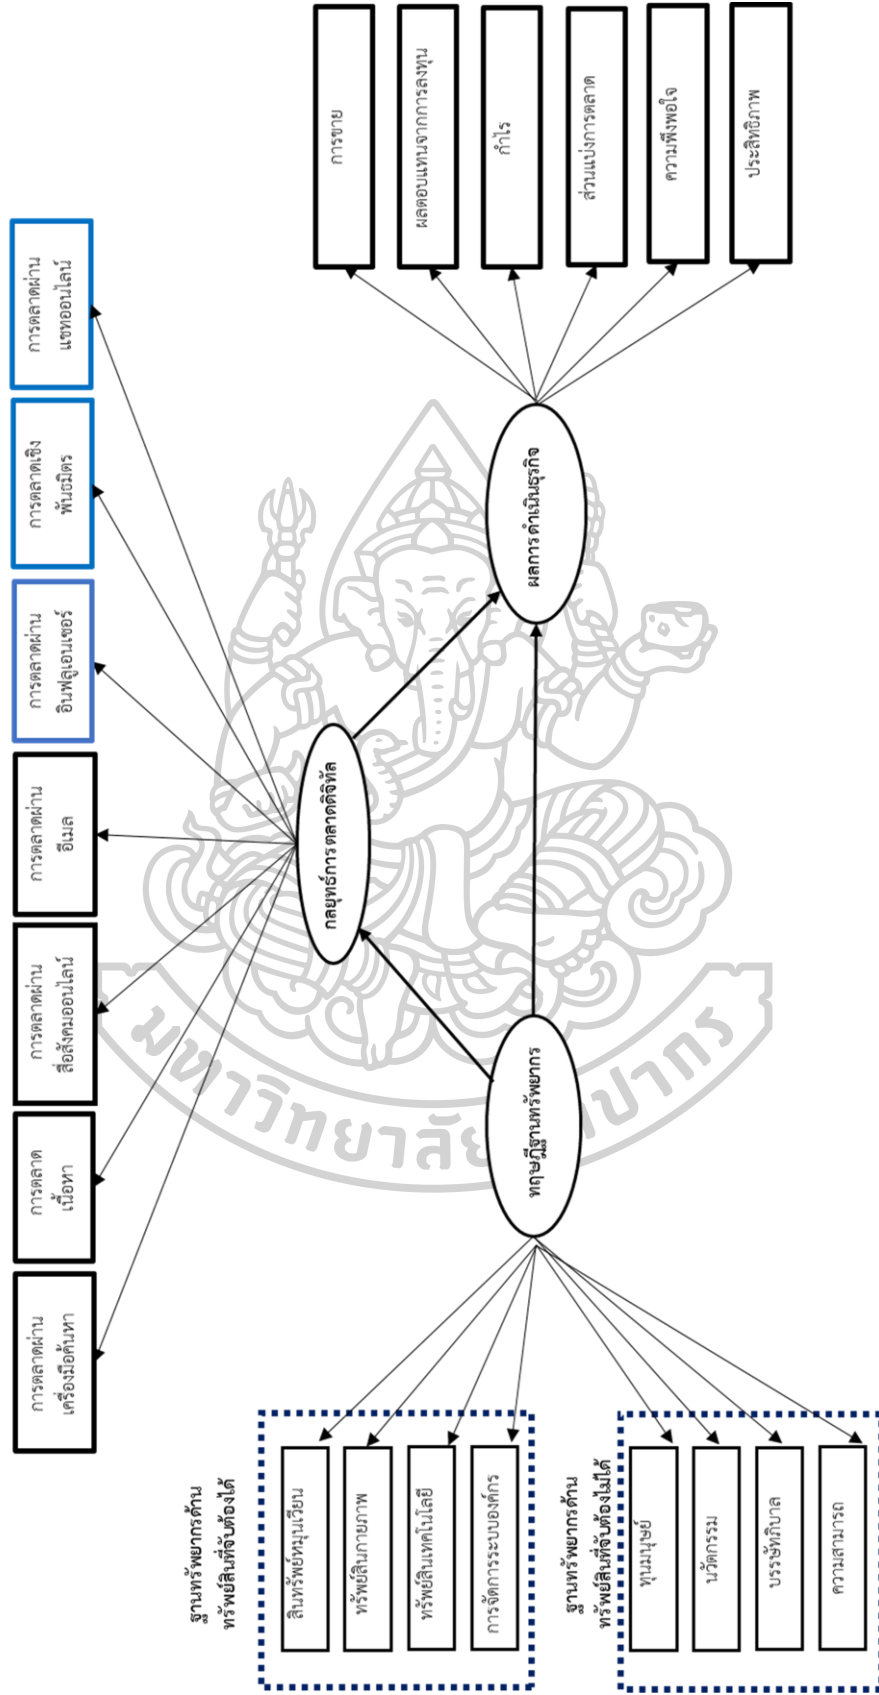 การตลาดผ่าน
เครื่องมือค้นหา
การตลาด
เนื้อหา
การตลาดผ่าน
สื่อสังคมออนไลน์
การตลาดผ่าน
อีเมล
การตลาดผ่าน
อินฟลูเอนเซอร์
การตลาดเชิง
พันธมิตร
การตลาดผ่าน
แชทออนไลน์
ฐานทรัพยากรด้าน
ทรัพย์สินที่จับต้องได้
สินทรัพย์หมุนเวียน
ทรัพย์สินกายภาพ
ทรัพย์สินเทคโนโลยี
การจัดการระบบองค์กร
ฐานทรัพยากรด้าน
ทรัพย์สินที่จับต้องไม่ได้
ทุนมนุษย์
นวัตกรรม
บรรษัทภิบาล
ความสามารถ
ทฤษฎีฐานทรัพยากร
กลยุทธ์การตลาดดิจิทัล
ผลการดำเนินธุรกิจ
การขาย
ผลตอบแทนจากการลงทุน
กำไร
ส่วนแบ่งการตลาด
ความพึงพอใจ
ประสิทธิภาพ
มหาวิทยาลัย